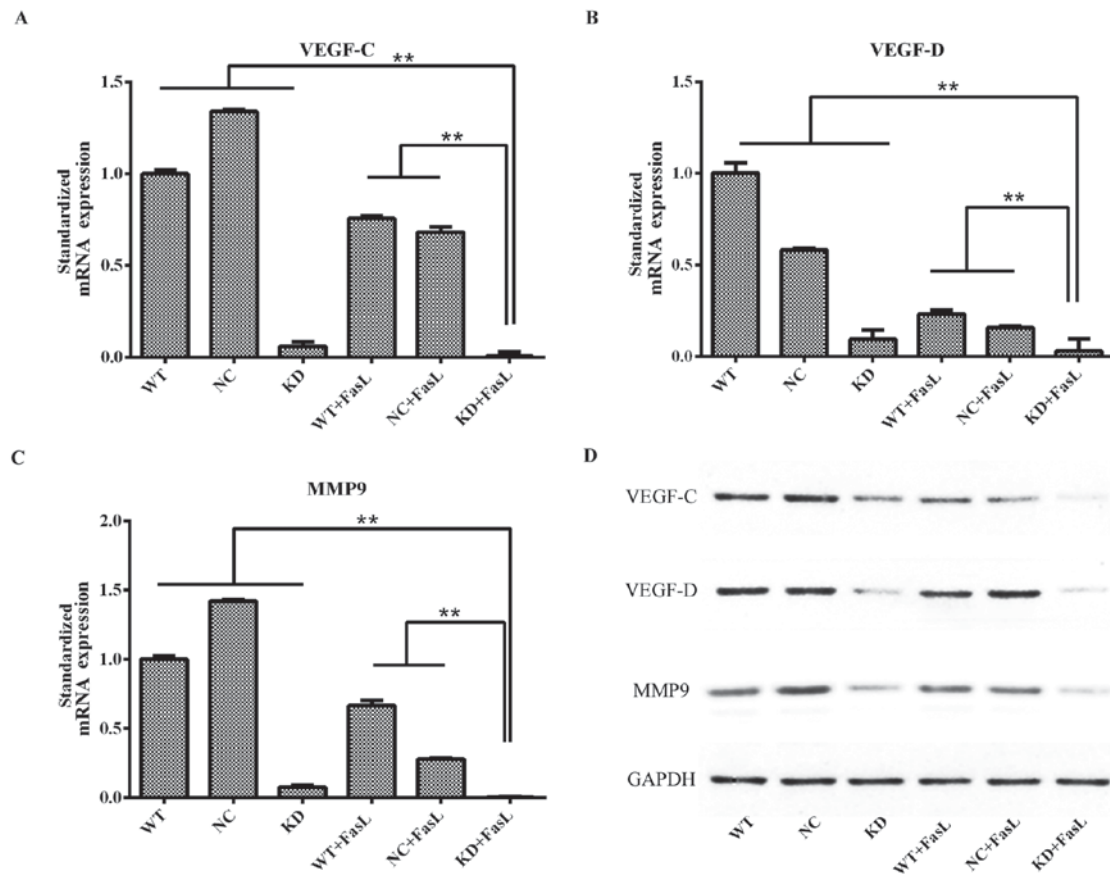 A
VEGF-C
Standardized
mRNA expression
1.5
1.0
0.5
0.0
**
**
WT
NC
KD
WT+FasL
NC+FasL
KD+FasL
B
VEGF-D
Standardized
mRNA expression
1.5
1.0
0.5
0.0
**
**
WT
NC
KD
WT+FasL
NC+FasL
KD+FasL
C
MMP9
Standardized
mRNA expression
2.0
1.5
1.0
0.5
0.0
**
**
WT
NC
KD
WT+FasL
NC+FasL
KD+FasL
D
VEGF-C
VEGF-D
MMP9
GAPDH
WT
NC
KD
WT+FasL
NC+FasL
KD+FasL